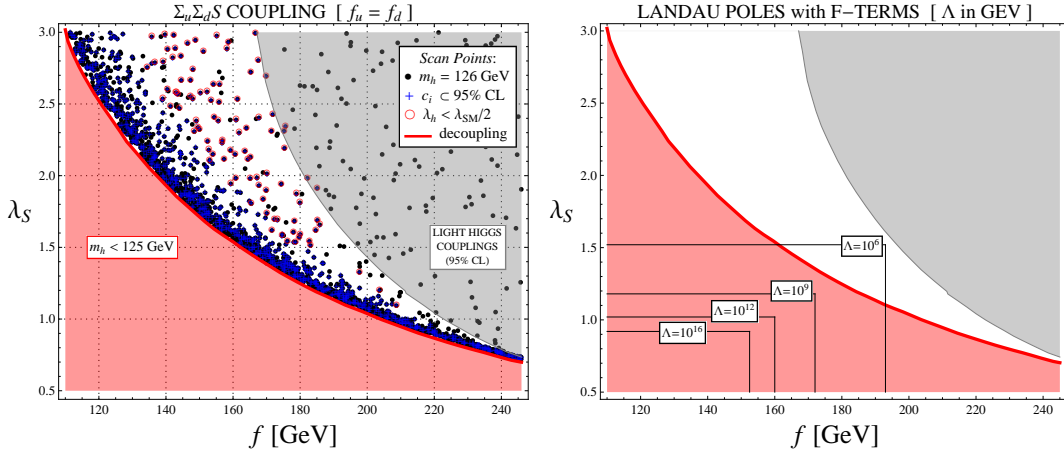 Σ_uΣ_dS COUPLING [ f_u = f_d ]
3.0
2.5
2.0
1.5
1.0
0.5
λ_S
Scan Points:
m_h = 126 GeV
c_i ⊂ 95% CL
λ_h < λ_SM/2
decoupling
m_h < 125 GeV
LIGHT HIGGS
COUPLINGS
(95% CL)
120 140 160 180 200 220 240
f [GeV]
LANDAU POLES with F-TERMS [ Λ in GEV ]
3.0
2.5
2.0
1.5
1.0
0.5
λ_S
Λ=10^6
Λ=10^9
Λ=10^12
Λ=10^16
120 140 160 180 200 220 240
f [GeV]